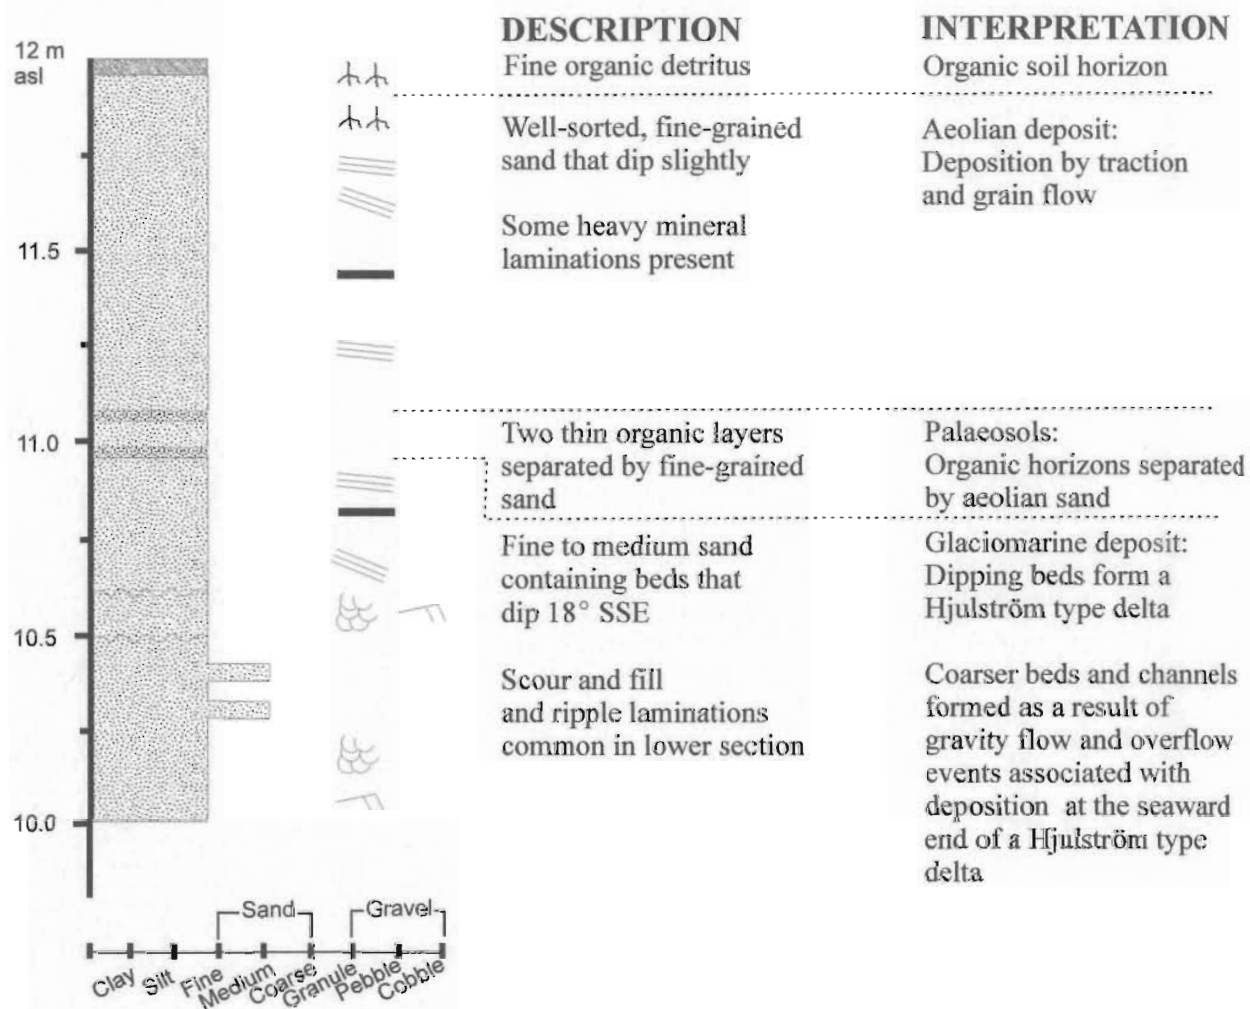 DESCRIPTION
INTERPRETATION
12 m
asl
Fine organic detritus
Organic soil horizon
Well-sorted, fine-grained
sand that dip slightly
Aeolian deposit:
Deposition by traction
and grain flow
Some heavy mineral
laminations present
11.5
11.0
Two thin organic layers
separated by fine-grained
sand
Palaeosols:
Organic horizons separated
by aeolian sand
Fine to medium sand
containing beds that
dip 18° SSE
Glaciomarine deposit:
Dipping beds form a
Hjulström type delta
10.5
Scour and fill
and ripple laminations
common in lower section
Coarser beds and channels
formed as a result of
gravity flow and overflow
events associated with
deposition at the seaward
end of a Hjulström type
delta
10.0
Sand
Gravel
Clay
Silt
Fine
Medium
Coarse
Granule
Pebble
Cobble